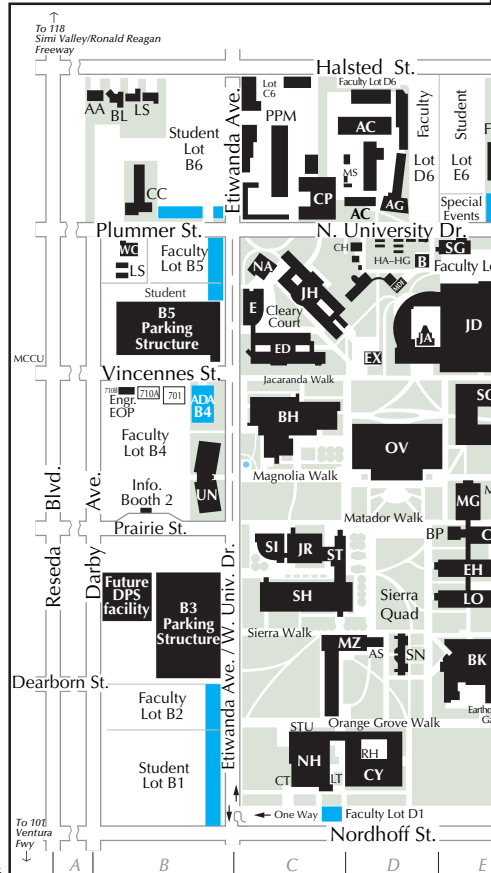 To 118
Simi Valley/Ronald Reagan
Freeway
Halsted St.
AA
BL
LS
Student
Lot
B6
CC
Etiwanda Ave.
Lot
C6
PPM
CP
Faculty Lot D6
AC
MS
AC
AG
Faculty
Lot
D6
Student
Lot
E6
Special
Events
Plummer St.
N. University Dr.
WC
LS
Faculty
Lot B5
Student
B5
Parking
Structure
MCCU
NA
E
JH
Cleary
Court
ED
CH
HA–HG
B
SG
Faculty Lo
MDF
JA
JD
EX
Vincennes St.
Jacaranda Walk
710B
710A
701
Engr.
EOP
ADA
B4
Faculty
Lot B4
UN
Info.
Booth 2
BH
OV
SO
Magnolia Walk
Matador Walk
MG
M
BP
C
Prairie St.
Reseda Blvd.
Darby Ave.
Etiwanda Ave. / W. Univ. Dr.
SI
JR
ST
SH
EH
LO
Sierra
Quad
Future
DPS
facility
B3
Parking
Structure
Sierra Walk
MZ
AS
SN
BK
Dearborn St.
Faculty
Lot B2
Student
Lot B1
Earthq
Ga
Orange Grove Walk
STU
NH
RH
CT
LT
CY
One Way
Faculty Lot D1
To 101
Ventura
Fwy
Nordhoff St.
A
B
C
D
E